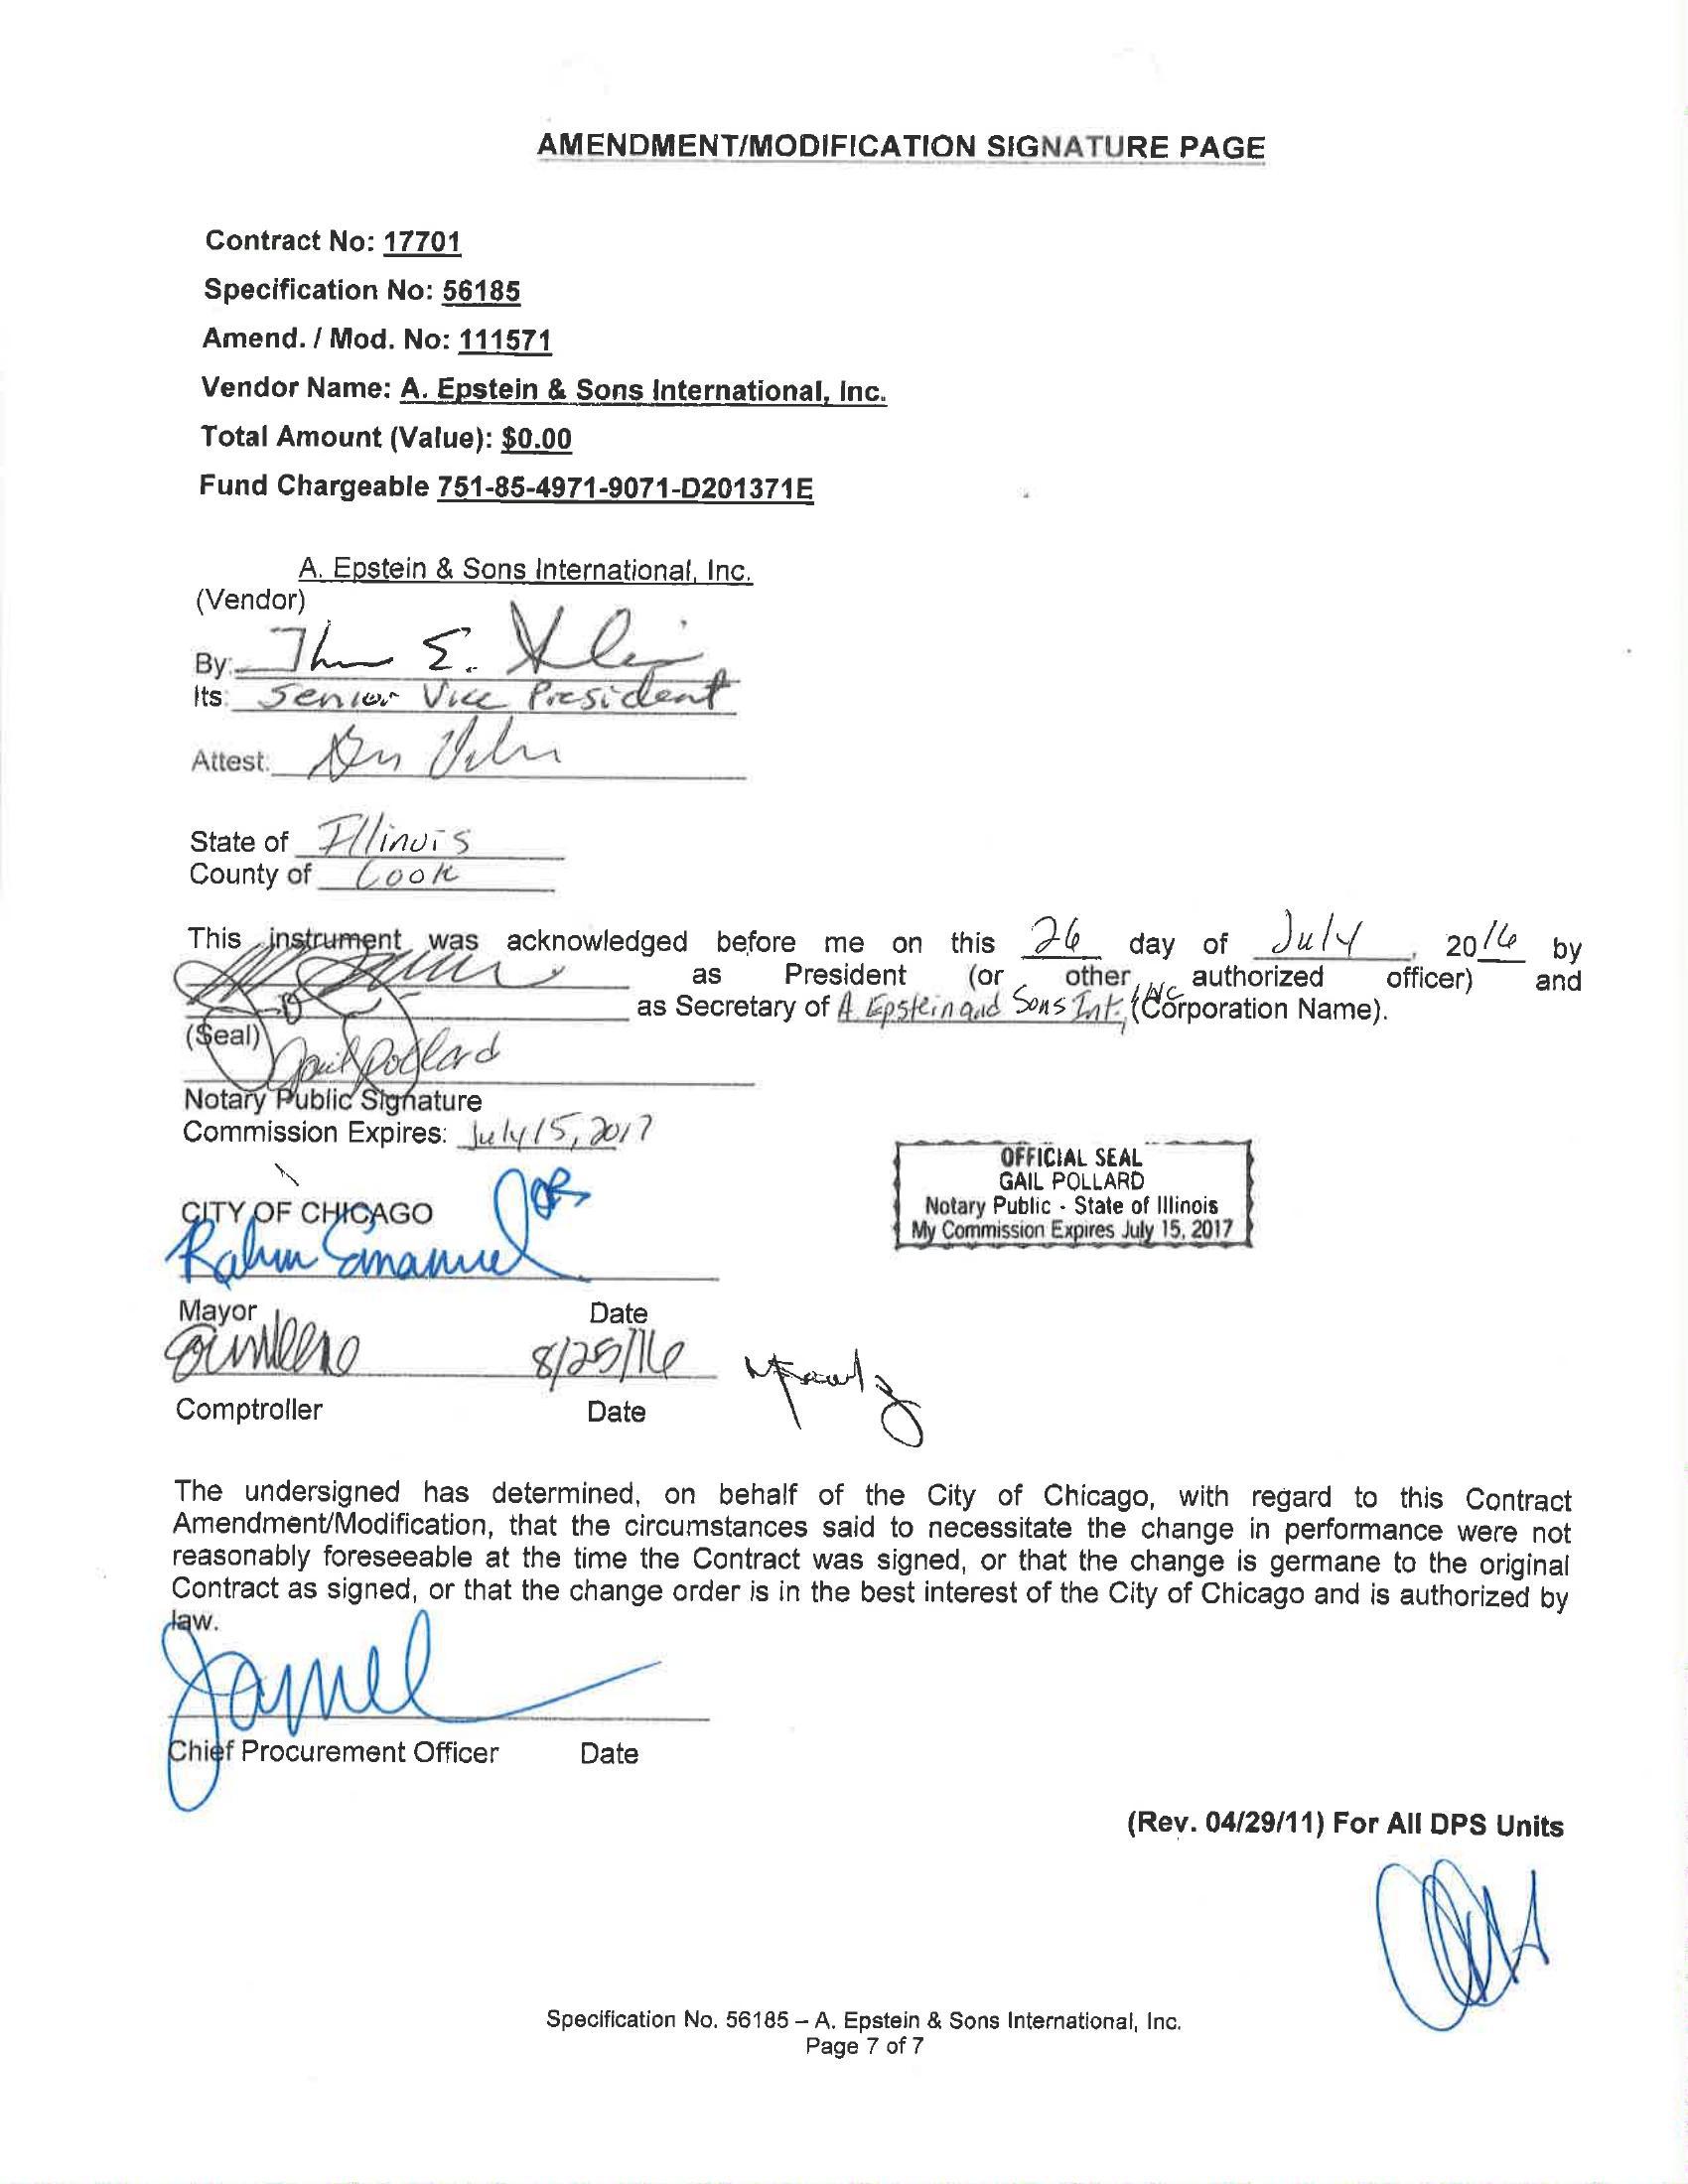 AMENDMENT/MODIFICATION SIGNATURE PAGE
Contract No: 17701
Specification No: 56185
Amend. / Mod. No: 111571
Vendor Name: A. Epstein & Sons International, Inc.
Total Amount (Value): $0.00
Fund Chargeable 751-85-4971-9071-D201371E
A. Epstein & Sons International, Inc.
(Vendor)
By:
Its: Senior Vice President
Attest:
State of Illinois
County of Cook
This instrument was acknowledged before me on this 26 day of July, 2016 by
as President (or other authorized officer) and
as Secretary of A. Epstein and Sons Int., Inc (Corporation Name).
(Seal)
Gail Pollard
Notary Public Signature
Commission Expires: July 15, 2017
OFFICIAL SEAL
GAIL POLLARD
Notary Public - State of Illinois
My Commission Expires July 15, 2017
CITY OF CHICAGO
Rahm Emanuel
Mayor Date
8/25/16
Comptroller Date
The undersigned has determined, on behalf of the City of Chicago, with regard to this Contract
Amendment/Modification, that the circumstances said to necessitate the change in performance were not
reasonably foreseeable at the time the Contract was signed, or that the change is germane to the original
Contract as signed, or that the change order is in the best interest of the City of Chicago and is authorized by
law.
Chief Procurement Officer Date
(Rev. 04/29/11) For All DPS Units
Specification No. 56185 – A. Epstein & Sons International, Inc.
Page 7 of 7